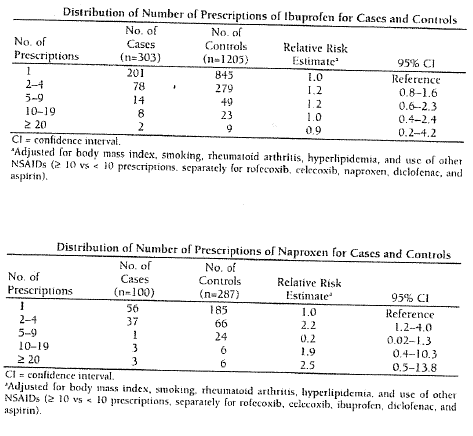 Distribution of Number of Prescriptions of Ibuprofen for Cases and Controls
No. of Prescriptions No. of Cases (n=303) No. of Controls (n=1205) Relative Risk Estimateᵃ 95% CI
1 201 845 1.0 Reference
2–4 78 279 1.2 0.8–1.6
5–9 14 49 1.2 0.6–2.3
10–19 8 23 1.0 0.4–2.4
≥ 20 2 9 0.9 0.2–4.2
CI = confidence interval.
ᵃAdjusted for body mass index, smoking, rheumatoid arthritis, hyperlipidemia, and use of other
NSAIDs (≥ 10 vs < 10 prescriptions, separately for rofecoxib, celecoxib, naproxen, diclofenac, and
aspirin).
Distribution of Number of Prescriptions of Naproxen for Cases and Controls
No. of Prescriptions No. of Cases (n=100) No. of Controls (n=287) Relative Risk Estimateᵃ 95% CI
1 56 185 1.0 Reference
2–4 37 66 2.2 1.2–4.0
5–9 1 24 0.2 0.02–1.3
10–19 3 6 1.9 0.4–10.3
≥ 20 3 6 2.5 0.5–13.8
CI = confidence interval.
ᵃAdjusted for body mass index, smoking, rheumatoid arthritis, hyperlipidemia, and use of other
NSAIDs (≥ 10 vs < 10 prescriptions, separately for rofecoxib, celecoxib, ibuprofen, diclofenac, and
aspirin).